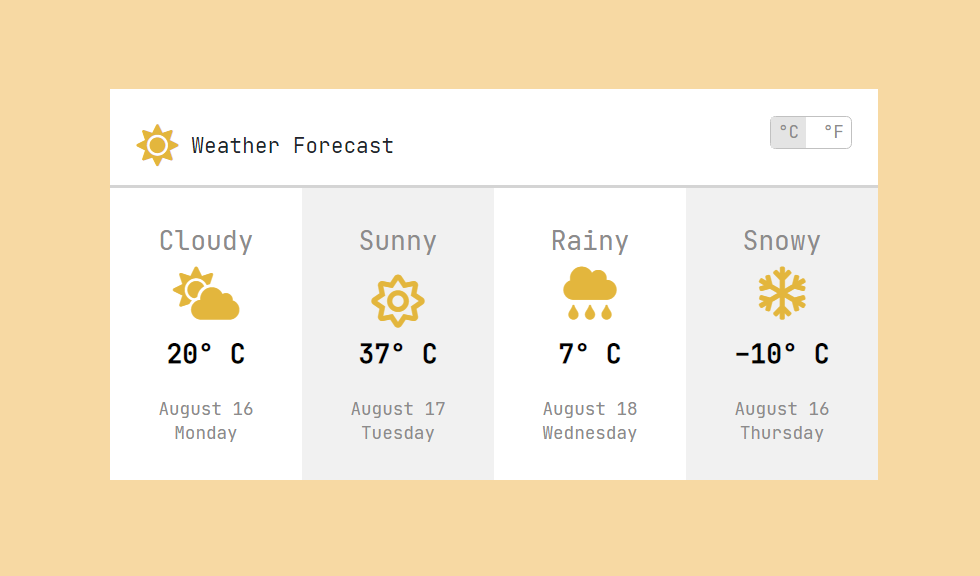 Weather Forecast
°C °F
Cloudy
20° C
August 16
Monday
Sunny
37° C
August 17
Tuesday
Rainy
7° C
August 18
Wednesday
Snowy
-10° C
August 16
Thursday